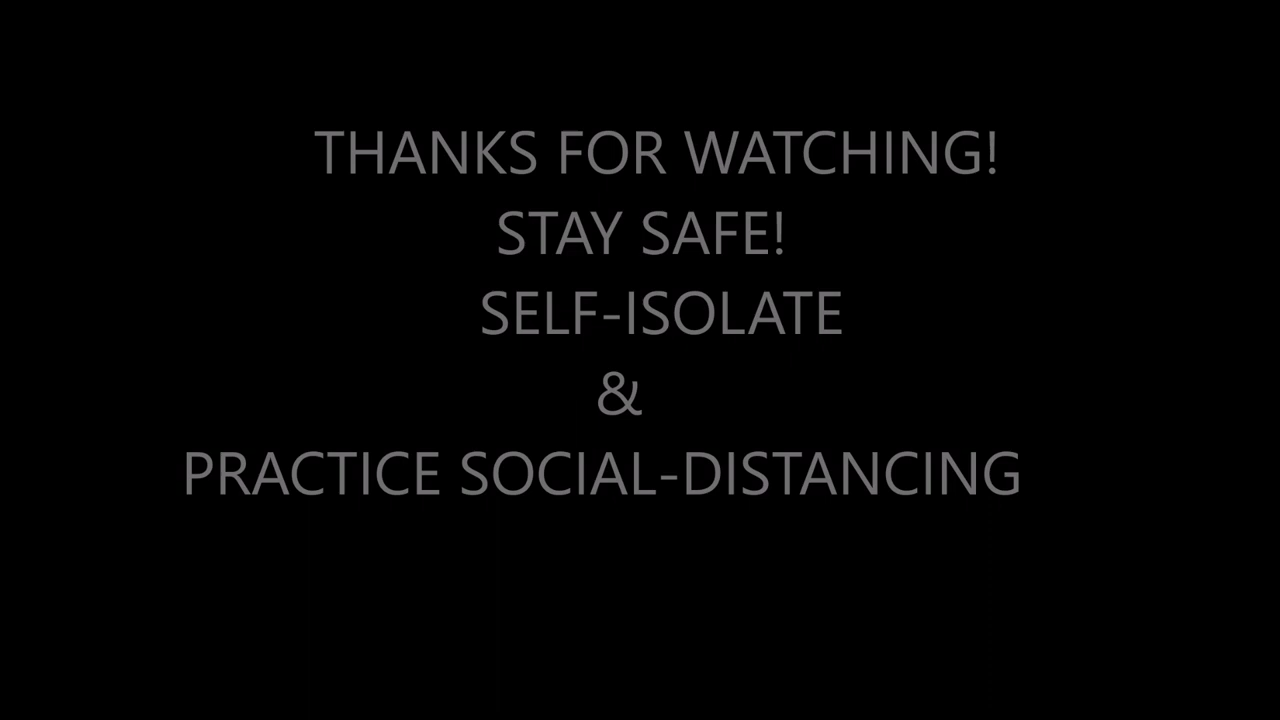 THANKS FOR WATCHING!
STAY SAFE!
SELF-ISOLATE
&
PRACTICE SOCIAL-DISTANCING